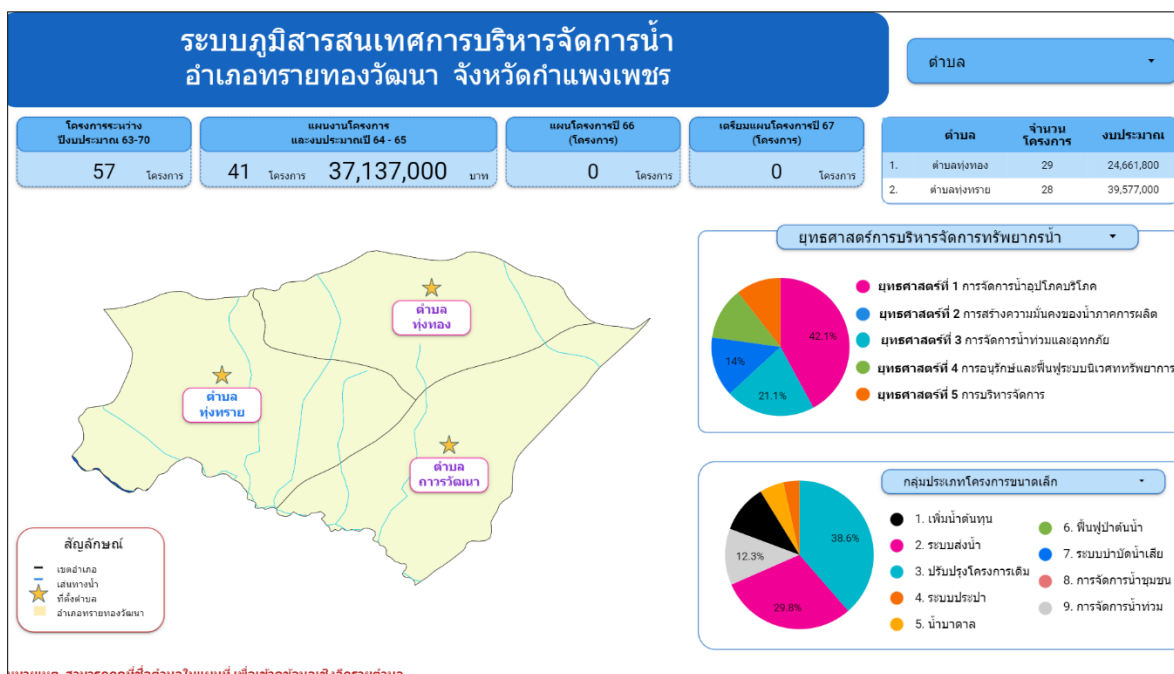 ระบบภูมิสารสนเทศการบริหารจัดการน้ำ
อำเภอทรายทองวัฒนา จังหวัดกำแพงเพชร
ตำบล
โครงการระหว่าง
ปีงบประมาณ 63-70
57 โครงการ
แผนงานโครงการ
และงบประมาณปี 64 - 65
41 โครงการ 37,137,000 บาท
แผนโครงการปี 66
(โครงการ)
0 โครงการ
เตรียมแผนโครงการปี 67
(โครงการ)
0 โครงการ
ตำบล จำนวนโครงการ งบประมาณ
1. ตำบลทุ่งทอง 29 24,661,800
2. ตำบลทุ่งทราย 28 39,577,000
ตำบล
ทุ่งทอง
ตำบล
ทุ่งทราย
ตำบล
ถาวรวัฒนา
สัญลักษณ์
เขตอำเภอ
เส้นทางน้ำ
ที่ตั้งตำบล
อำเภอทรายทองวัฒนา
ยุทธศาสตร์การบริหารจัดการทรัพยากรน้ำ
42.1%
21.1%
14%
ยุทธศาสตร์ที่ 1 การจัดการน้ำอุปโภคบริโภค
ยุทธศาสตร์ที่ 2 การสร้างความมั่นคงของน้ำภาคการผลิต
ยุทธศาสตร์ที่ 3 การจัดการน้ำท่วมและอุทกภัย
ยุทธศาสตร์ที่ 4 การอนุรักษ์และฟื้นฟูระบบนิเวศททรัพยาการ
ยุทธศาสตร์ที่ 5 การบริหารจัดการ
กลุ่มประเภทโครงการขนาดเล็ก
38.6%
29.8%
12.3%
1. เพิ่มน้ำต้นทุน
2. ระบบส่งน้ำ
3. ปรับปรุงโครงการเดิม
4. ระบบประปา
5. น้ำบาดาล
6. ฟื้นฟูป่าต้นน้ำ
7. ระบบบำบัดน้ำเสีย
8. การจัดการน้ำชุมชน
9. การจัดการน้ำท่วม